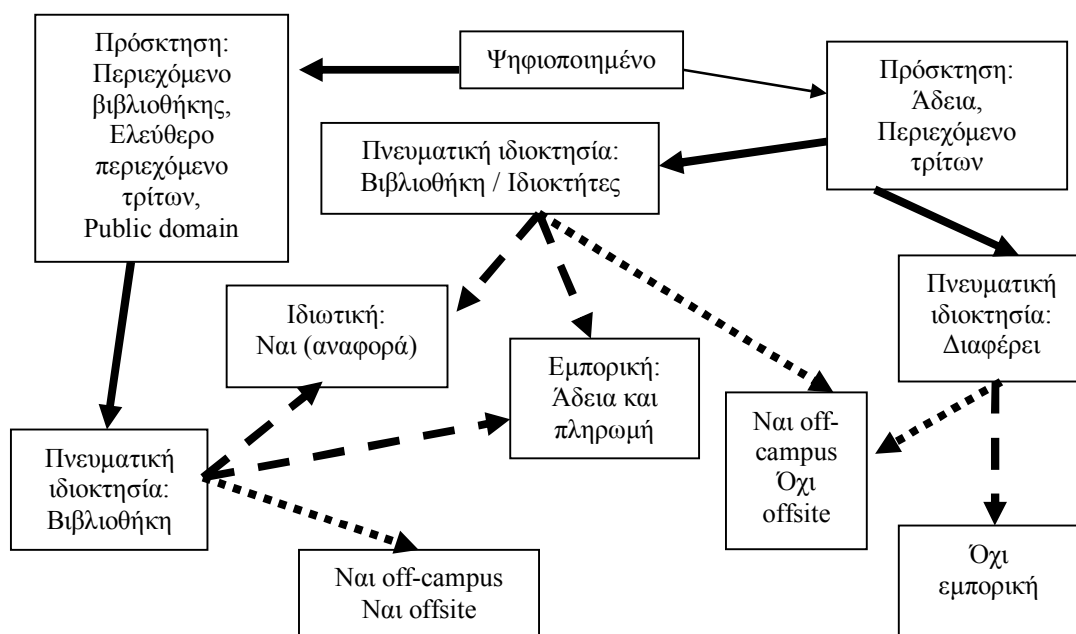 Πρόσκτηση:
Περιεχόμενο
βιβλιοθήκης,
Ελεύθερο
περιεχόμενο
τρίτων,
Public domain
Ψηφιοποιημένο
Πρόσκτηση:
Άδεια,
Περιεχόμενο
τρίτων
Πνευματική ιδιοκτησία:
Βιβλιοθήκη / Ιδιοκτήτες
Ιδιωτική:
Ναι (αναφορά)
Εμπορική:
Άδεια και
πληρωμή
Πνευματική
ιδιοκτησία:
Διαφέρει
Πνευματική
ιδιοκτησία:
Βιβλιοθήκη
Ναι off-
campus
Όχι
offsite
Ναι off-campus
Ναι offsite
Όχι
εμπορική